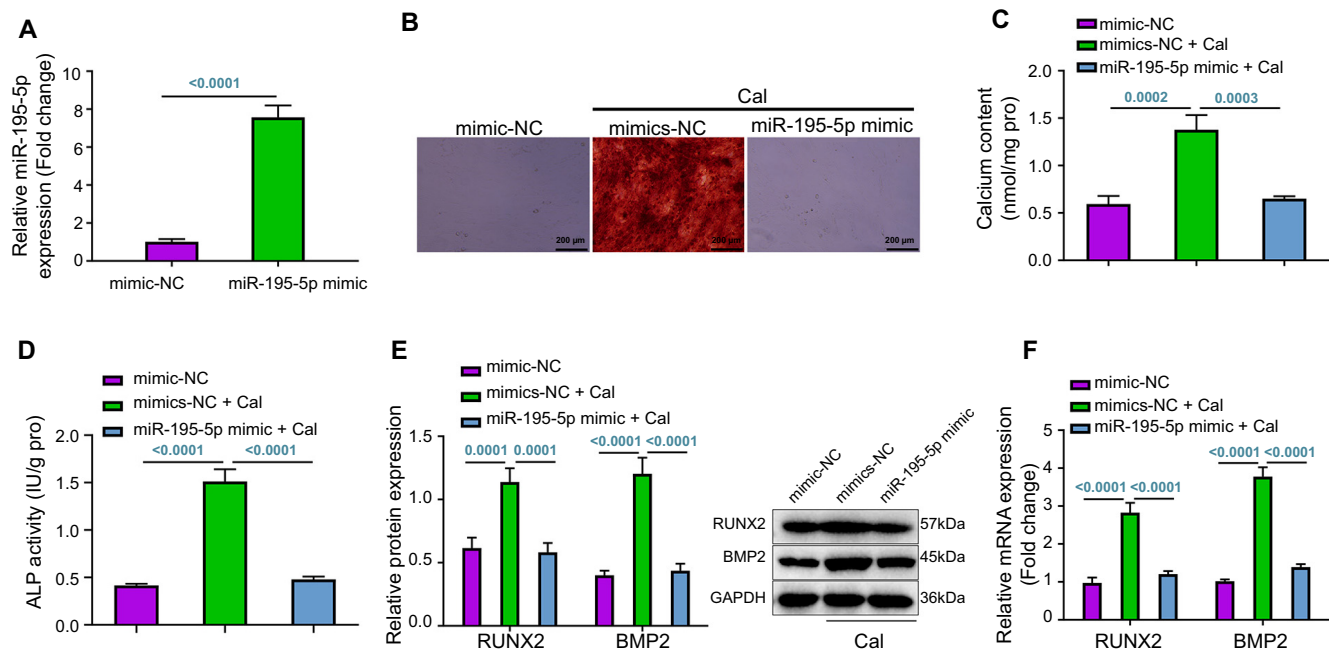 A
Relative miR-195-5p
expression (Fold change)
10
8
6
4
2
0
<0.0001
mimic-NC
miR-195-5p mimic
B
Cal
mimic-NC
mimics-NC
miR-195-5p mimic
200 μm
200 μm
200 μm
C
mimic-NC
mimics-NC + Cal
miR-195-5p mimic + Cal
Calcium content
(nmol/mg pro)
2.0
1.5
1.0
0.5
0.0
0.0002
0.0003
D
mimic-NC
mimics-NC + Cal
miR-195-5p mimic + Cal
ALP activity (IU/g pro)
2.0
1.5
1.0
0.5
0.0
<0.0001
<0.0001
E
mimic-NC
mimics-NC + Cal
miR-195-5p mimic + Cal
Relative protein expression
1.5
1.0
0.5
0.0
0.0001
0.0001
<0.0001
<0.0001
RUNX2
BMP2
mimic-NC
mimics-NC
miR-195-5p mimic
RUNX2
57kDa
BMP2
45kDa
GAPDH
36kDa
Cal
F
mimic-NC
mimics-NC + Cal
miR-195-5p mimic + Cal
Relative mRNA expression
(Fold change)
5
4
3
2
1
0
<0.0001
<0.0001
<0.0001
<0.0001
RUNX2
BMP2